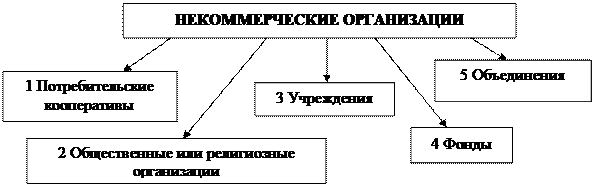 НЕКОММЕРЧЕСКИЕ ОРГАНИЗАЦИИ
1 Потребительские
кооперативы
2 Общественные или религиозные
организации
3 Учреждения
4 Фонды
5 Объединения